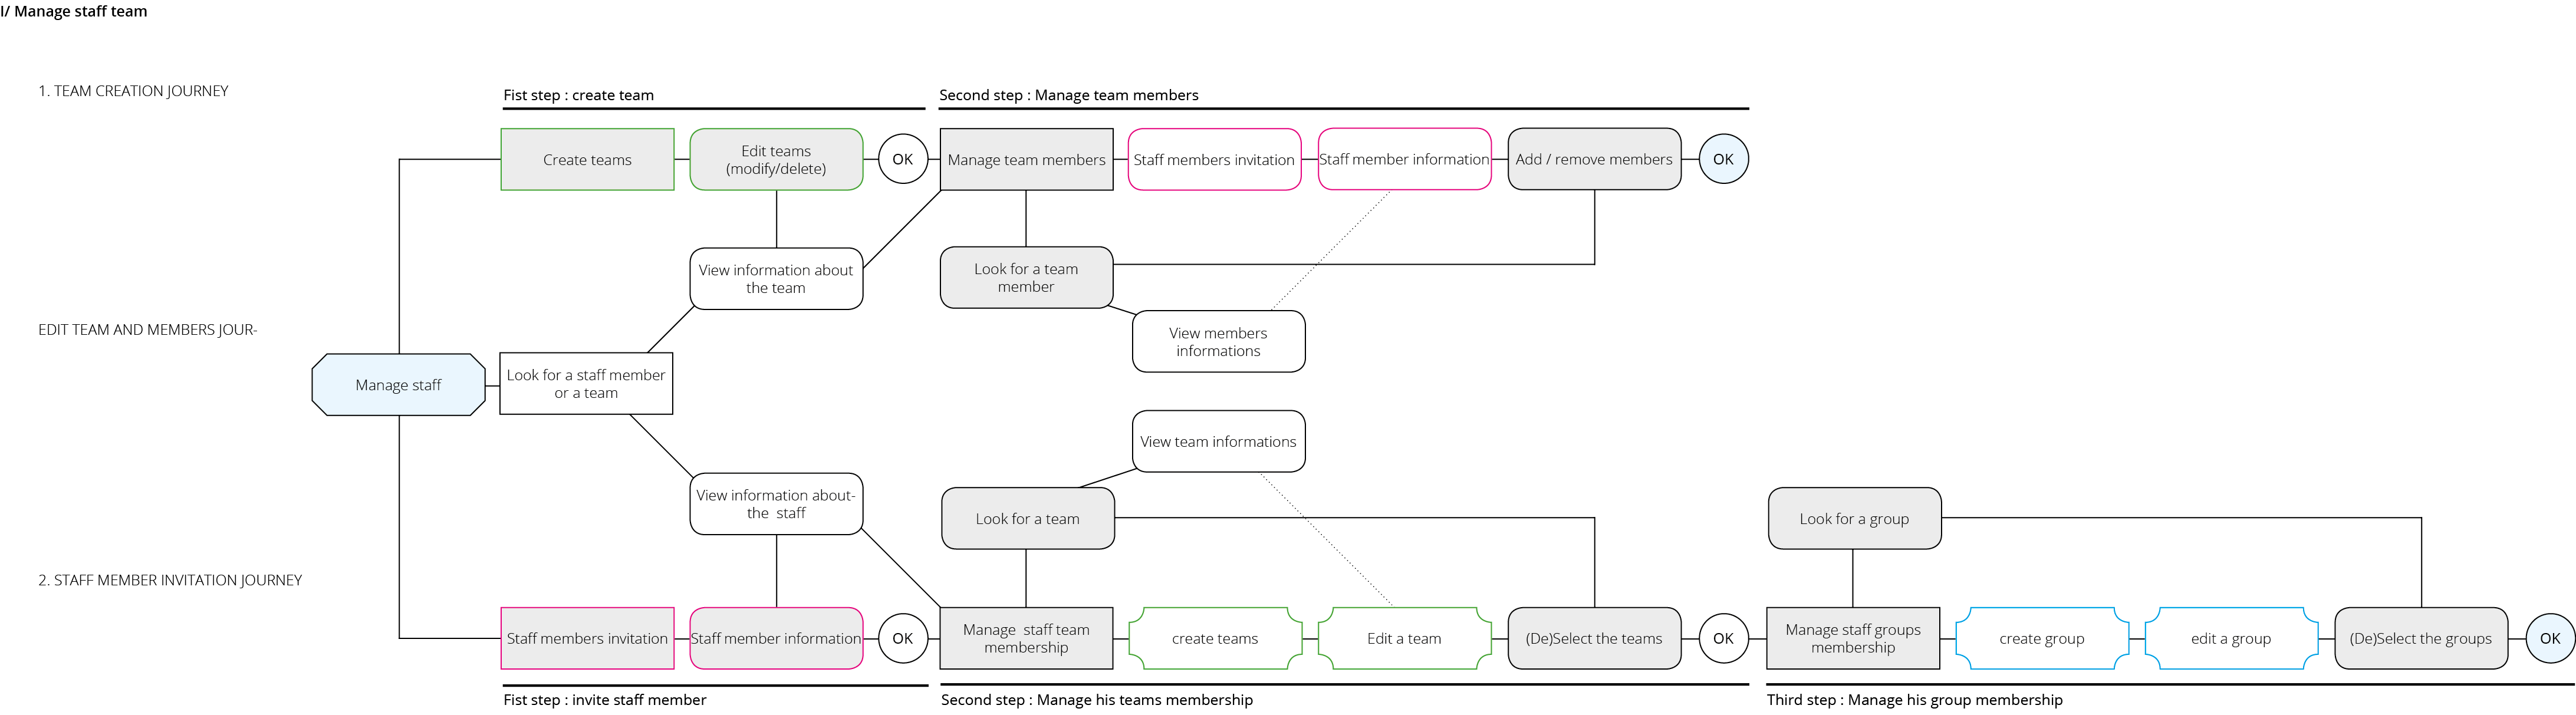 I/ Manage staff team
1. TEAM CREATION JOURNEY
Fist step : create team
Second step : Manage team members
Create teams
Edit teams
(modify/delete)
OK
Manage team members
Staff members invitation
Staff member information
Add / remove members
OK
View information about
the team
Look for a team
member
View members
informations
EDIT TEAM AND MEMBERS JOUR-
Manage staff
Look for a staff member
or a team
View team informations
View information about-
the  staff
Look for a team
Look for a group
2. STAFF MEMBER INVITATION JOURNEY
Staff members invitation
Staff member information
OK
Manage  staff team
membership
create teams
Edit a team
(De)Select the teams
OK
Manage staff groups
membership
create group
edit a group
(De)Select the groups
OK
Fist step : invite staff member
Second step : Manage his teams membership
Third step : Manage his group membership